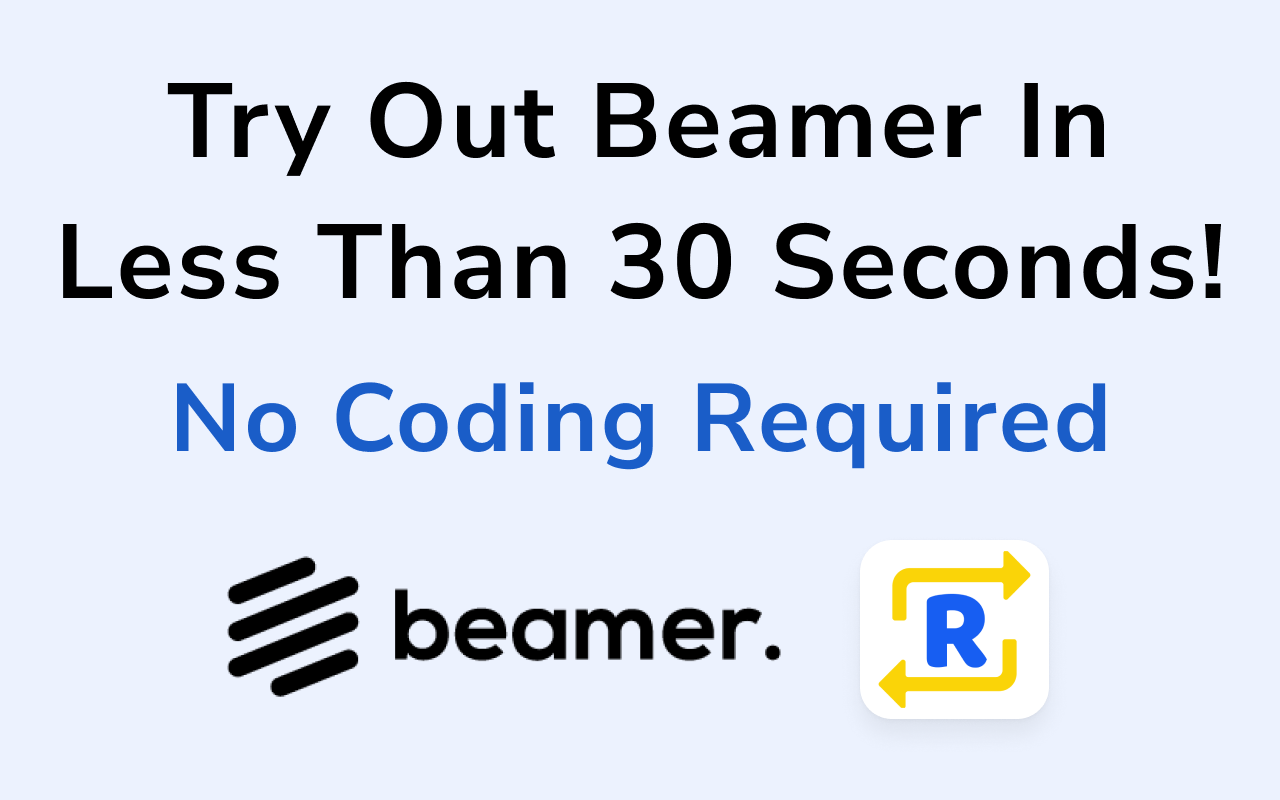 Try Out Beamer In
Less Than 30 Seconds!
No Coding Required
beamer.
R